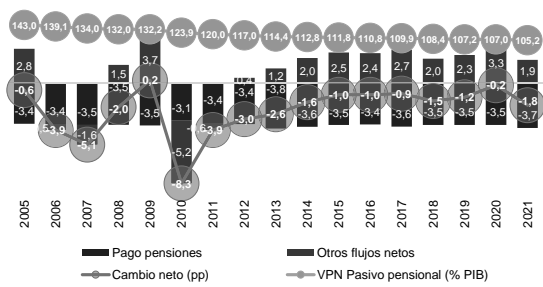 143,0 139,1 134,0 132,0 132,2 123,9 120,0 117,0 114,4 112,8 111,8 110,8 109,9 108,4 107,2 107,0 105,2
2,8 -1,6 1,5 3,7 -5,2 0,4 1,2 2,0 2,5 2,4 2,7 2,0 2,3 3,3 1,9
-0,6 -3,9 -5,1 -2,0 0,2 -8,3 -3,9 -3,0 -2,6 -1,6 -1,0 -1,0 -0,9 -1,5 -1,2 -0,2 -1,8
-3,4 -3,4 -3,5 -3,5 -3,5 -3,1 -3,4 -3,4 -3,8 -3,6 -3,5 -3,4 -3,6 -3,5 -3,5 -3,5 -3,7
2005 2006 2007 2008 2009 2010 2011 2012 2013 2014 2015 2016 2017 2018 2019 2020 2021
Pago pensiones Otros flujos netos
Cambio neto (pp) VPN Pasivo pensional (% PIB)